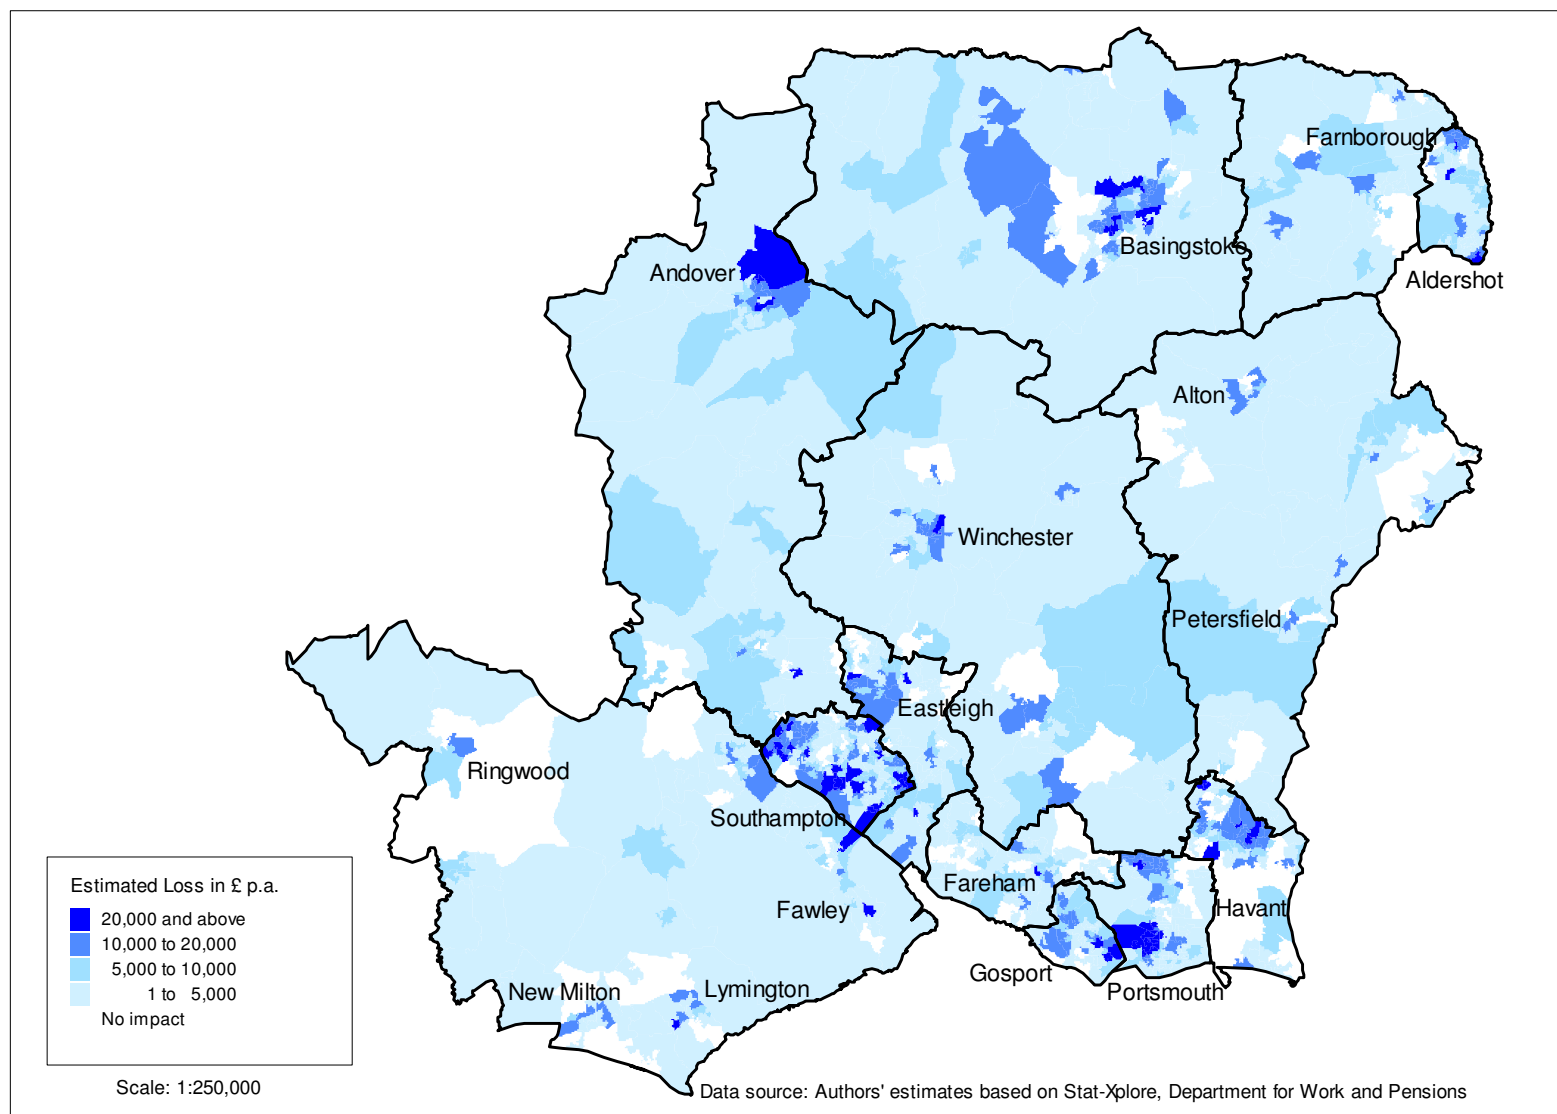 Farnborough
Basingstoke
Andover
Aldershot
Alton
Winchester
Petersfield
Eastleigh
Ringwood
Southampton
Fareham
Fawley
Havant
Gosport
Portsmouth
New Milton
Lymington
Estimated Loss in £ p.a.
20,000 and above
10,000 to 20,000
5,000 to 10,000
1 to 5,000
No impact
Scale: 1:250,000
Data source: Authors' estimates based on Stat-Xplore, Department for Work and Pensions